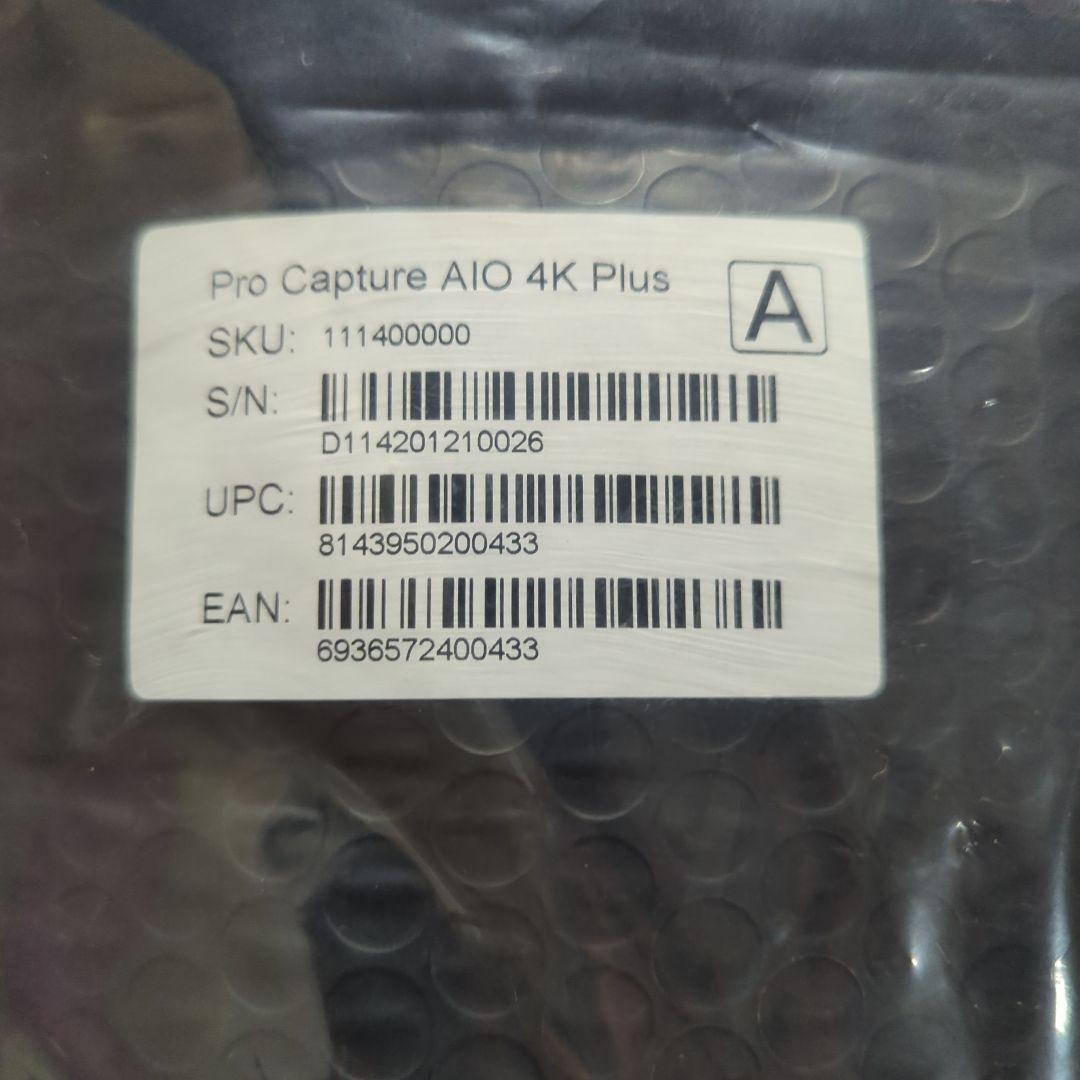 Pro Capture AIO 4K Plus
A
SKU: 111400000
S/N:
D114201210026
UPC:
8143950200433
EAN:
6936572400433